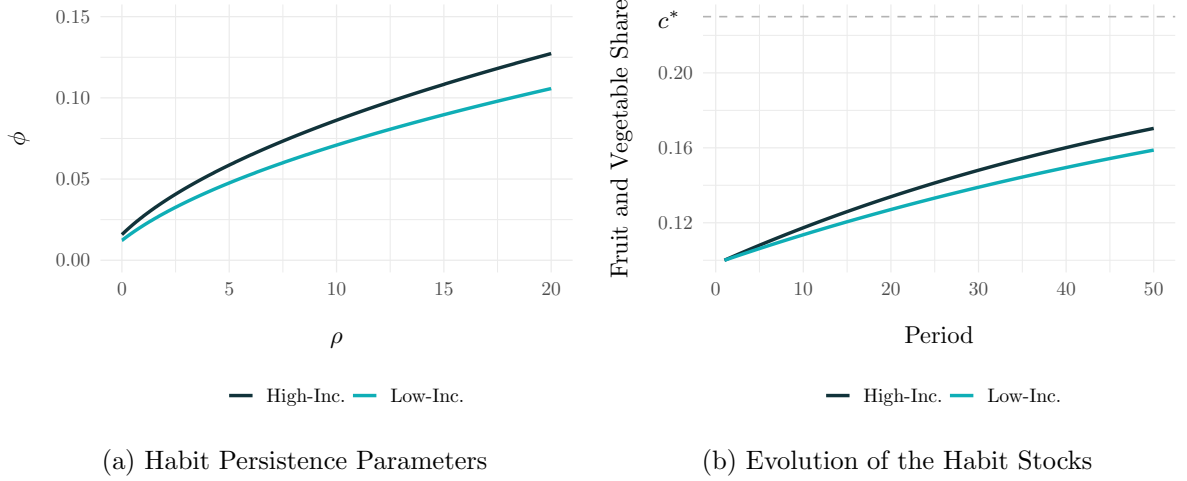 0.15
0.10
0.05
0.00
ϕ
0 5 10 15 20
ρ
High-Inc. Low-Inc.
(a) Habit Persistence Parameters
Fruit and Vegetable Share
c*
0.20
0.16
0.12
0 10 20 30 40 50
Period
High-Inc. Low-Inc.
(b) Evolution of the Habit Stocks